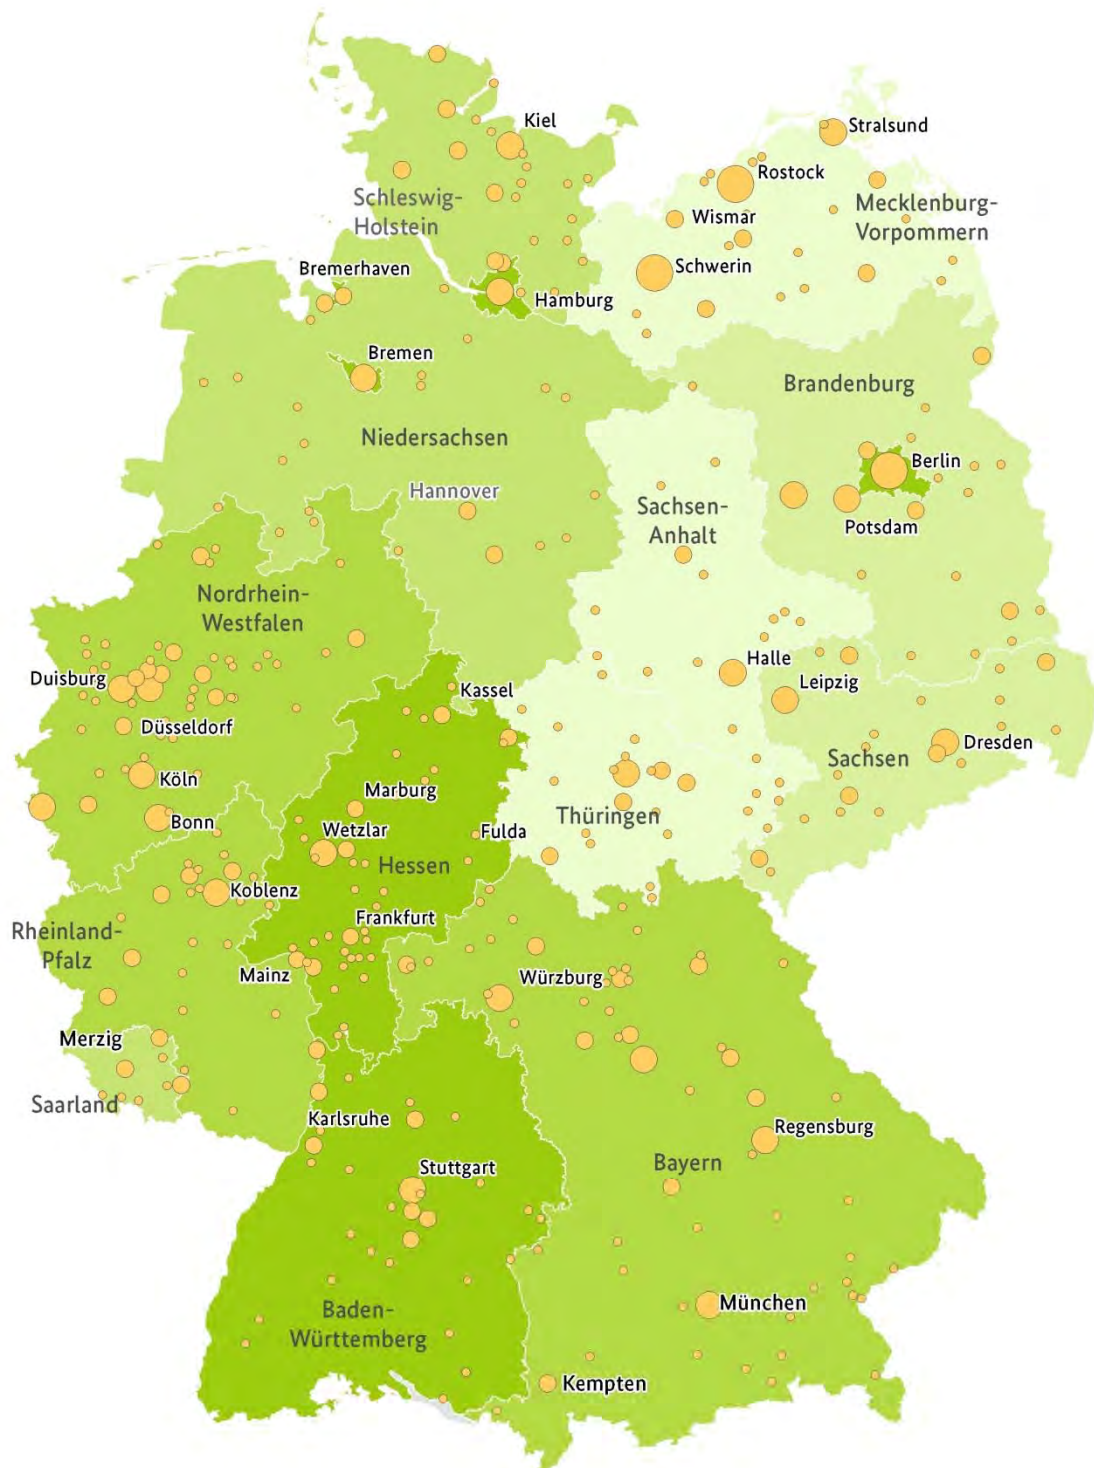 Kiel
Stralsund
Rostock
Schleswig-
Holstein
Wismar
Mecklenburg-
Vorpommern
Bremerhaven
Schwerin
Hamburg
Bremen
Brandenburg
Niedersachsen
Berlin
Hannover
Sachsen-
Anhalt
Potsdam
Nordrhein-
Westfalen
Halle
Duisburg
Leipzig
Kassel
Düsseldorf
Dresden
Sachsen
Köln
Marburg
Thüringen
Bonn
Wetzlar
Fulda
Hessen
Koblenz
Frankfurt
Rheinland-
Pfalz
Mainz
Würzburg
Merzig
Saarland
Karlsruhe
Regensburg
Stuttgart
Bayern
München
Baden-
Württemberg
Kempten